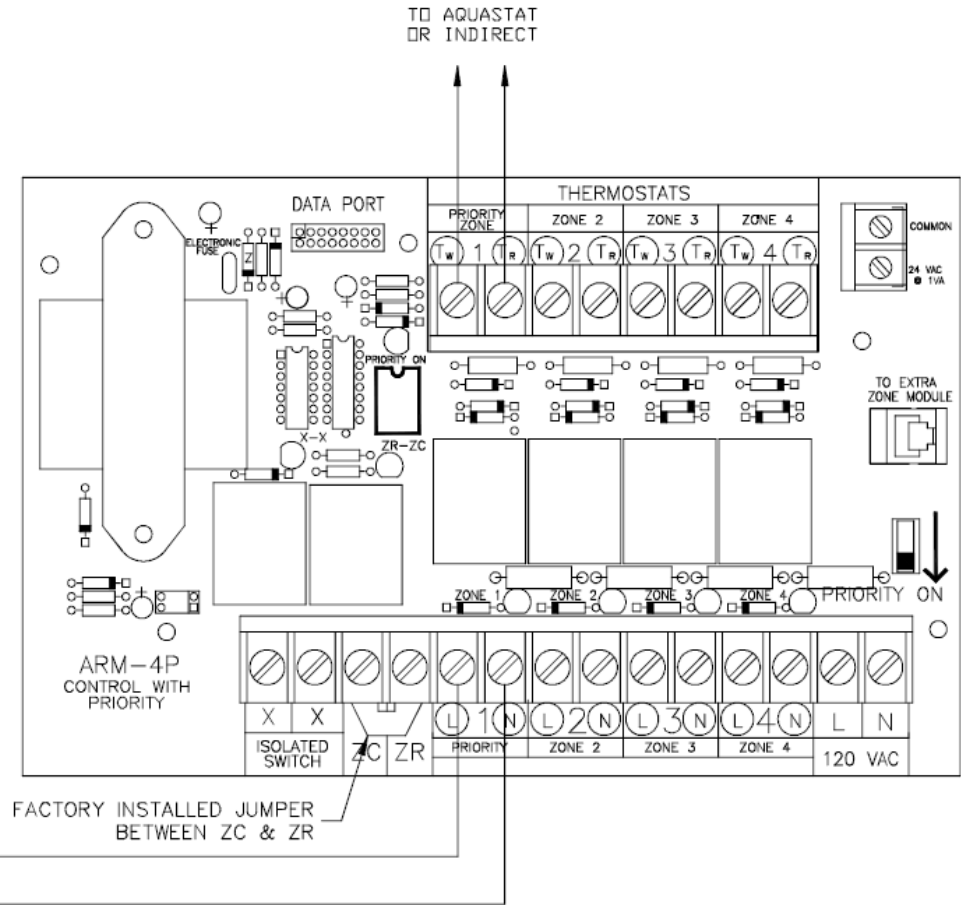 TO AQUASTAT
OR INDIRECT
THERMOSTATS
DATA PORT
PRIORITY
ZONE
ZONE 2
ZONE 3
ZONE 4
COMMON
ELECTRONIC
FUSE
Tw 1 TR Tw 2 TR Tw 3 TR Tw 4 TR
Z
24 VAC
@ 1VA
PRIORITY ON
TO EXTRA
ZONE MODULE
X-X
ZR-ZC
ZONE 1
ZONE 2
ZONE 3
ZONE 4
PRIORITY ON
ARM-4P
CONTROL WITH
PRIORITY
X X
L 1 N L 2 N L 3 N L 4 N L N
ISOLATED
SWITCH
ZC ZR
PRIORITY
ZONE 2
ZONE 3
ZONE 4
120 VAC
FACTORY INSTALLED JUMPER
BETWEEN ZC & ZR